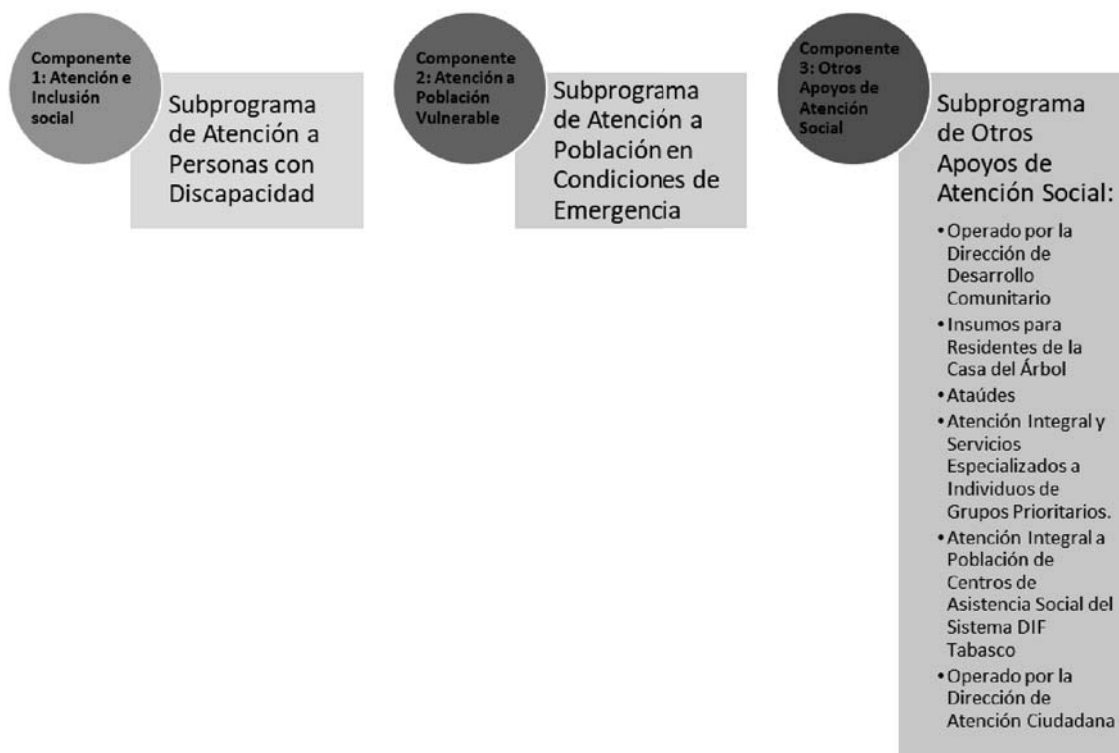 Componente
1: Atención e
Inclusión
social
Subprograma
de Atención a
Personas con
Discapacidad
Componente
2: Atención a
Población
Vulnerable
Subprograma
de Atención a
Población en
Condiciones de
Emergencia
Componente
3: Otros
Apoyos de
Atención
Social
Subprograma
de Otros
Apoyos de
Atención Social:
•Operado por la
Dirección de
Desarrollo
Comunitario
•Insumos para
Residentes de la
Casa del Árbol
•Ataúdes
•Atención Integral y
Servicios
Especializados a
Individuos de
Grupos Prioritarios.
•Atención Integral a
Población de
Centros de
Asistencia Social del
Sistema DIF
Tabasco
•Operado por la
Dirección de
Atención Ciudadana